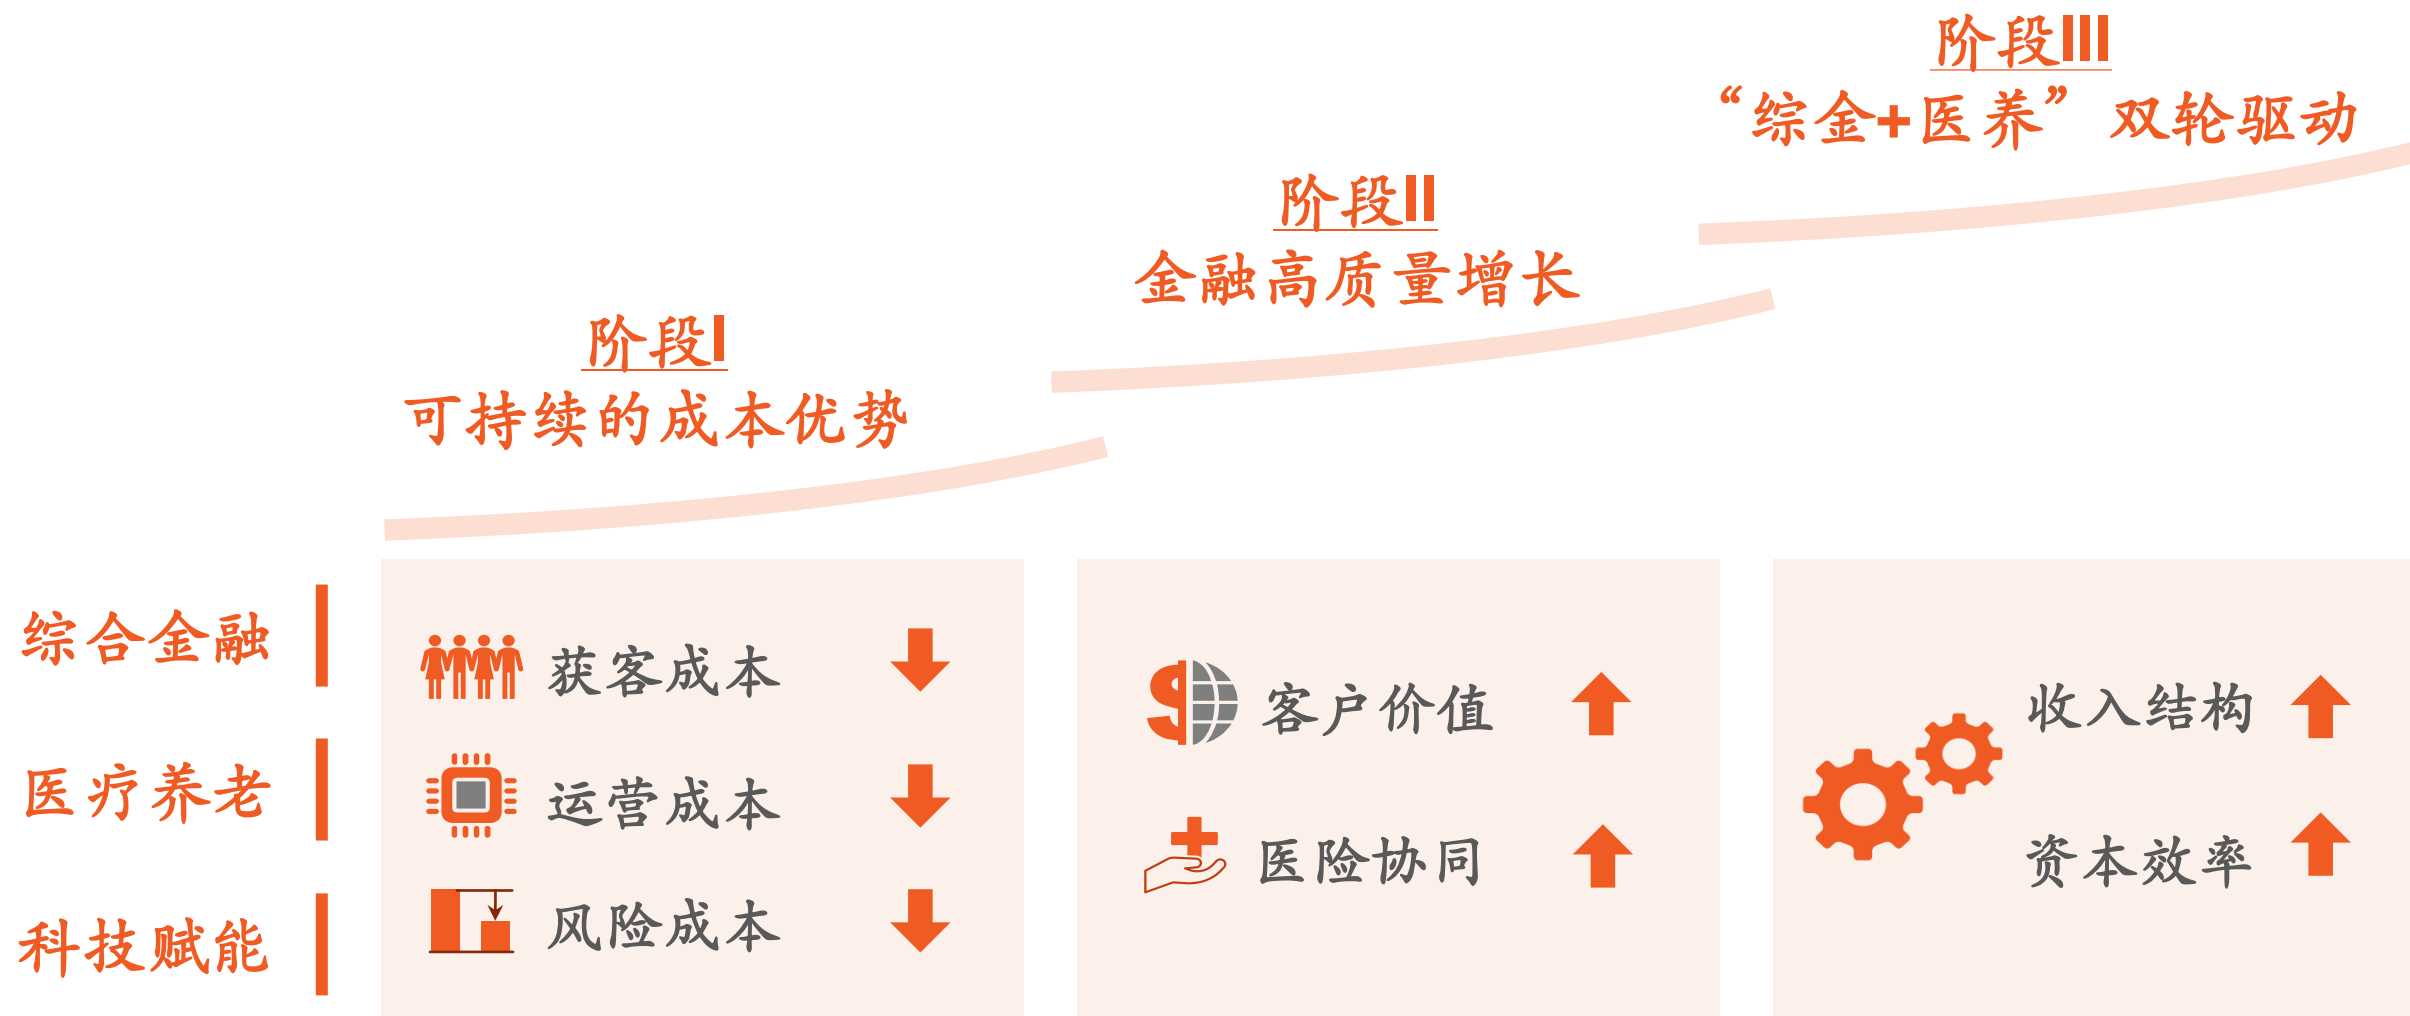 阶段III
“综金+医养”双轮驱动
阶段II
金融高质量增长
阶段I
可持续的成本优势
综合金融
医疗养老
科技赋能
获客成本
运营成本
风险成本
客户价值
医险协同
收入结构
资本效率